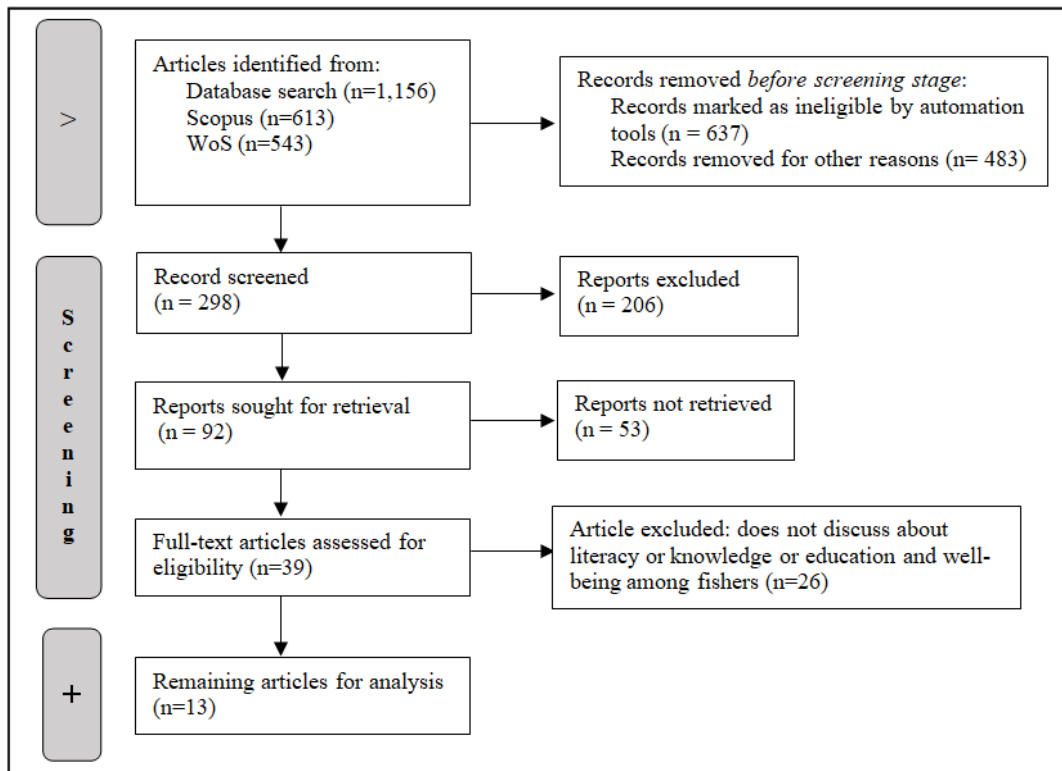 >
Articles identified from:
Database search (n=1,156)
Scopus (n=613)
WoS (n=543)
Records removed before screening stage:
Records marked as ineligible by automation
tools (n = 637)
Records removed for other reasons (n= 483)
Screening
Record screened
(n = 298)
Reports excluded
(n = 206)
Reports sought for retrieval
(n = 92)
Reports not retrieved
(n = 53)
Full-text articles assessed for
eligibility (n=39)
Article excluded: does not discuss about
literacy or knowledge or education and well-
being among fishers (n=26)
+
Remaining articles for analysis
(n=13)